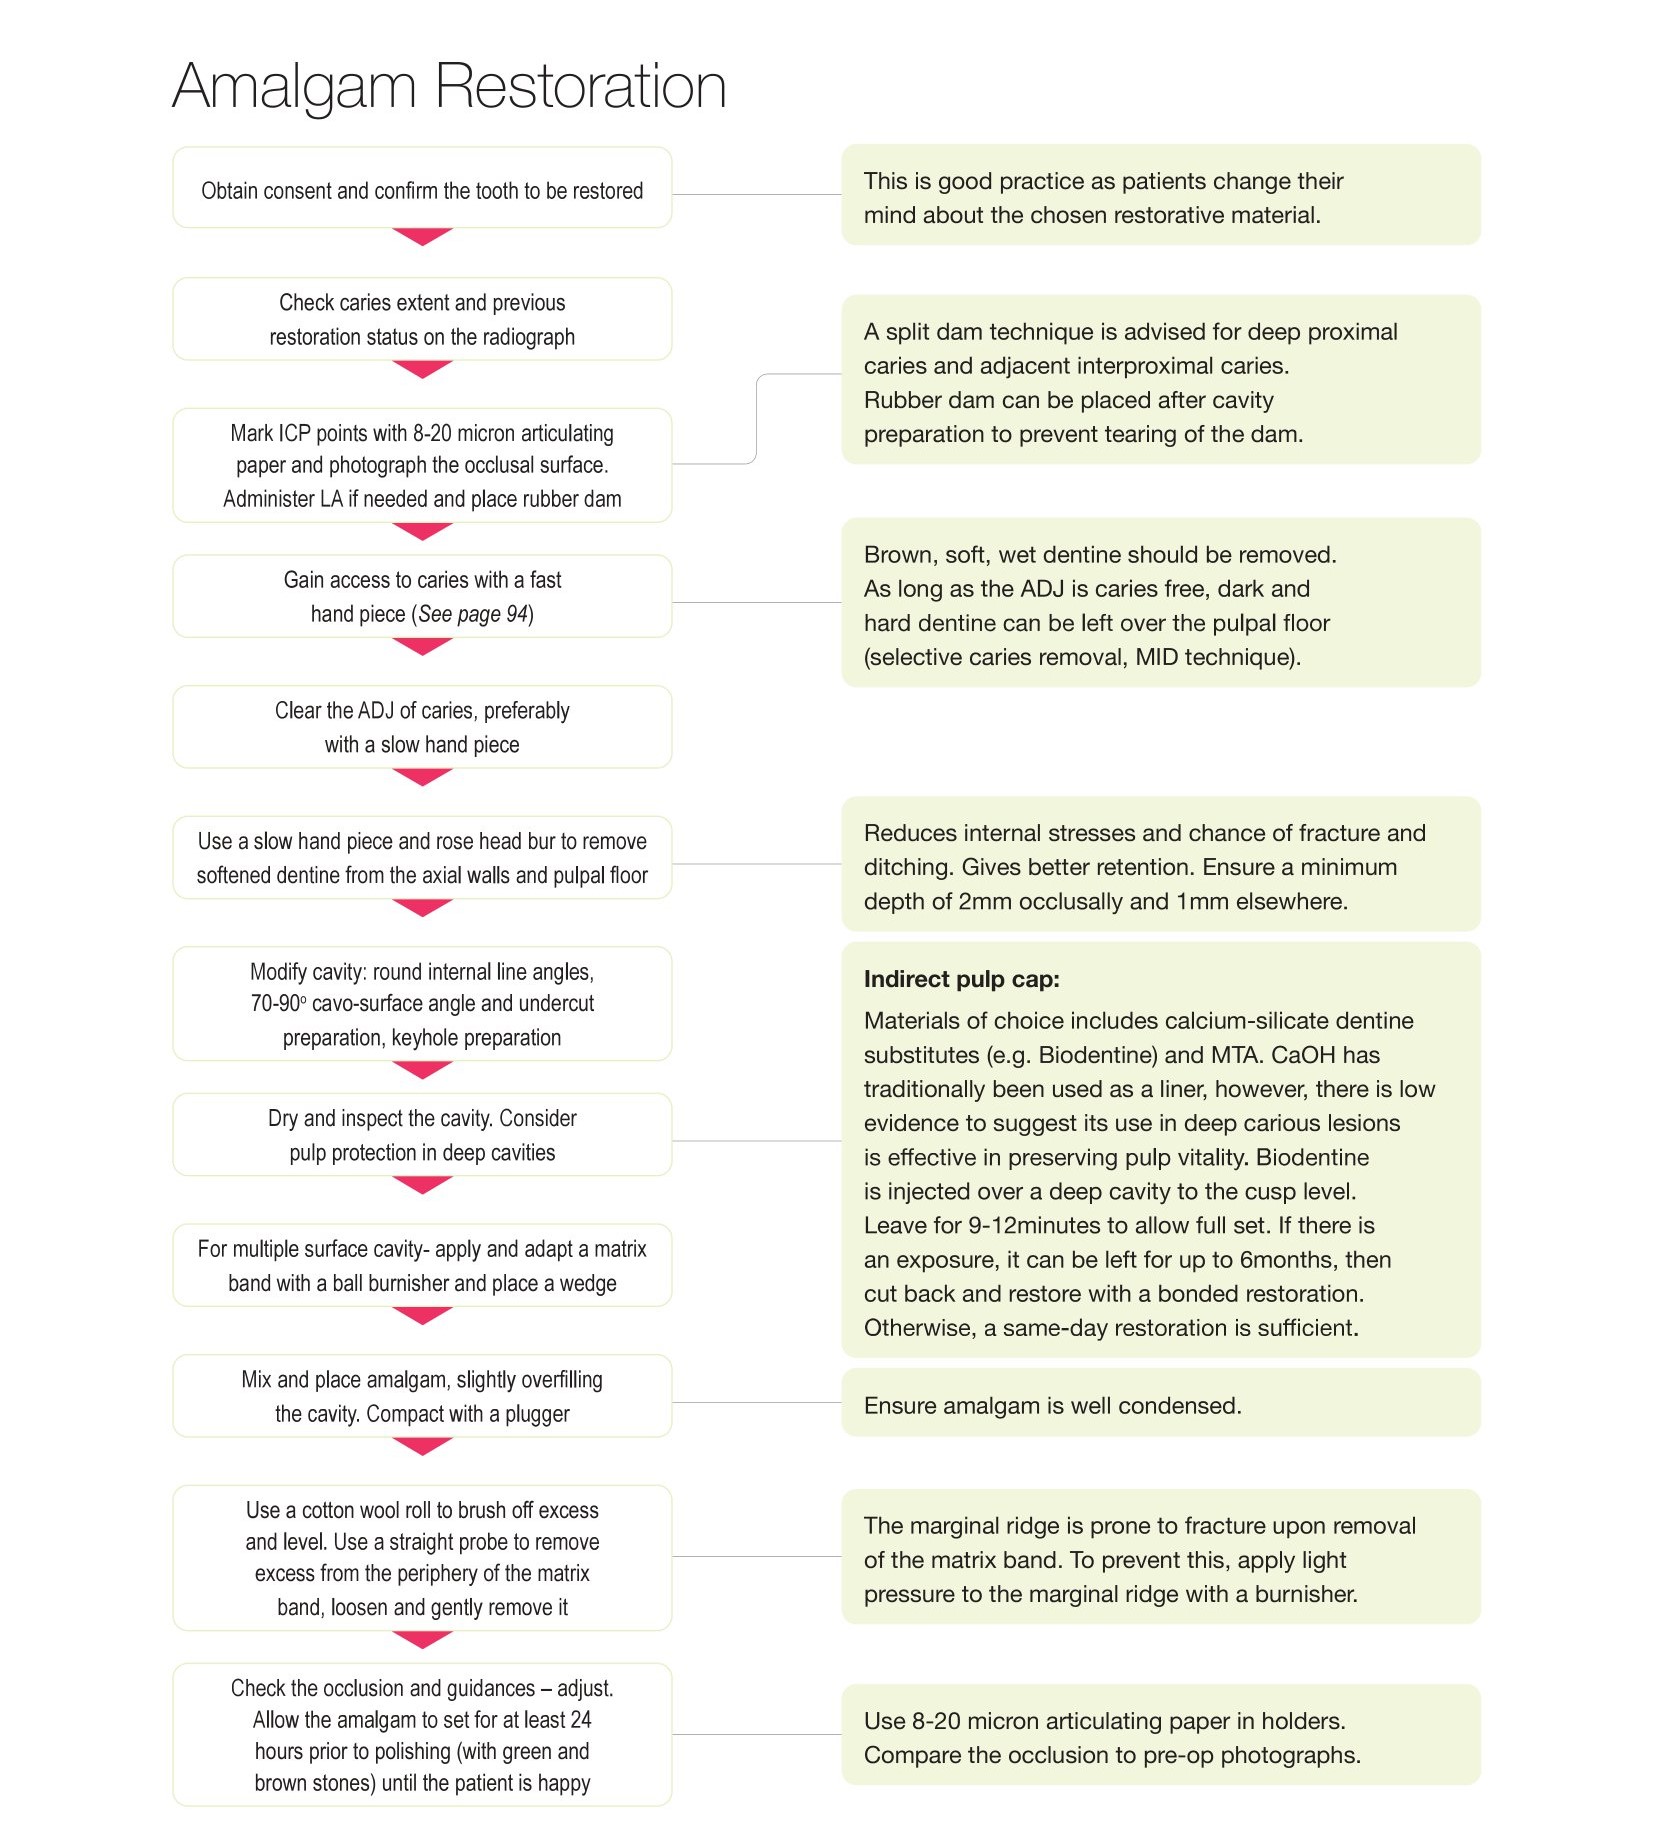 Amalgam Restoration
Obtain consent and confirm the tooth to be restored
This is good practice as patients change their
mind about the chosen restorative material.
Check caries extent and previous
restoration status on the radiograph
Mark ICP points with 8-20 micron articulating
paper and photograph the occlusal surface.
Administer LA if needed and place rubber dam
A split dam technique is advised for deep proximal
caries and adjacent interproximal caries.
Rubber dam can be placed after cavity
preparation to prevent tearing of the dam.
Gain access to caries with a fast
hand piece (See page 94)
Brown, soft, wet dentine should be removed.
As long as the ADJ is caries free, dark and
hard dentine can be left over the pulpal floor
(selective caries removal, MID technique).
Clear the ADJ of caries, preferably
with a slow hand piece
Use a slow hand piece and rose head bur to remove
softened dentine from the axial walls and pulpal floor
Reduces internal stresses and chance of fracture and
ditching. Gives better retention. Ensure a minimum
depth of 2mm occlusally and 1mm elsewhere.
Modify cavity: round internal line angles,
70-90º cavo-surface angle and undercut
preparation, keyhole preparation
Dry and inspect the cavity. Consider
pulp protection in deep cavities
Indirect pulp cap:
Materials of choice includes calcium-silicate dentine
substitutes (e.g. Biodentine) and MTA. CaOH has
traditionally been used as a liner, however, there is low
evidence to suggest its use in deep carious lesions
is effective in preserving pulp vitality. Biodentine
is injected over a deep cavity to the cusp level.
Leave for 9-12minutes to allow full set. If there is
an exposure, it can be left for up to 6months, then
cut back and restore with a bonded restoration.
Otherwise, a same-day restoration is sufficient.
For multiple surface cavity- apply and adapt a matrix
band with a ball burnisher and place a wedge
Mix and place amalgam, slightly overfilling
the cavity. Compact with a plugger
Ensure amalgam is well condensed.
Use a cotton wool roll to brush off excess
and level. Use a straight probe to remove
excess from the periphery of the matrix
band, loosen and gently remove it
The marginal ridge is prone to fracture upon removal
of the matrix band. To prevent this, apply light
pressure to the marginal ridge with a burnisher.
Check the occlusion and guidances – adjust.
Allow the amalgam to set for at least 24
hours prior to polishing (with green and
brown stones) until the patient is happy
Use 8-20 micron articulating paper in holders.
Compare the occlusion to pre-op photographs.